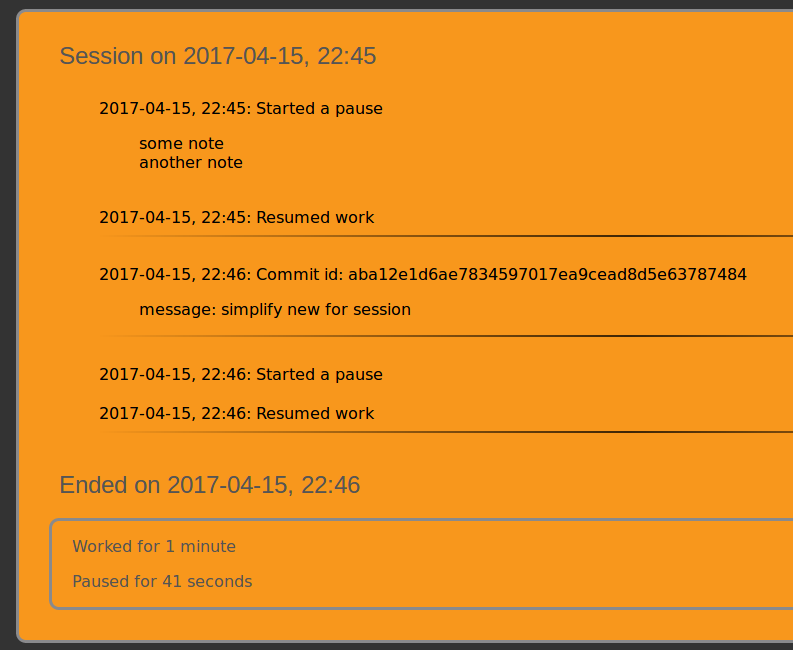 Session on 2017-04-15, 22:45
2017-04-15, 22:45: Started a pause
some note
another note
2017-04-15, 22:45: Resumed work
2017-04-15, 22:46: Commit id: aba12e1d6ae7834597017ea9cead8d5e63787484
message: simplify new for session
2017-04-15, 22:46: Started a pause
2017-04-15, 22:46: Resumed work
Ended on 2017-04-15, 22:46
Worked for 1 minute
Paused for 41 seconds